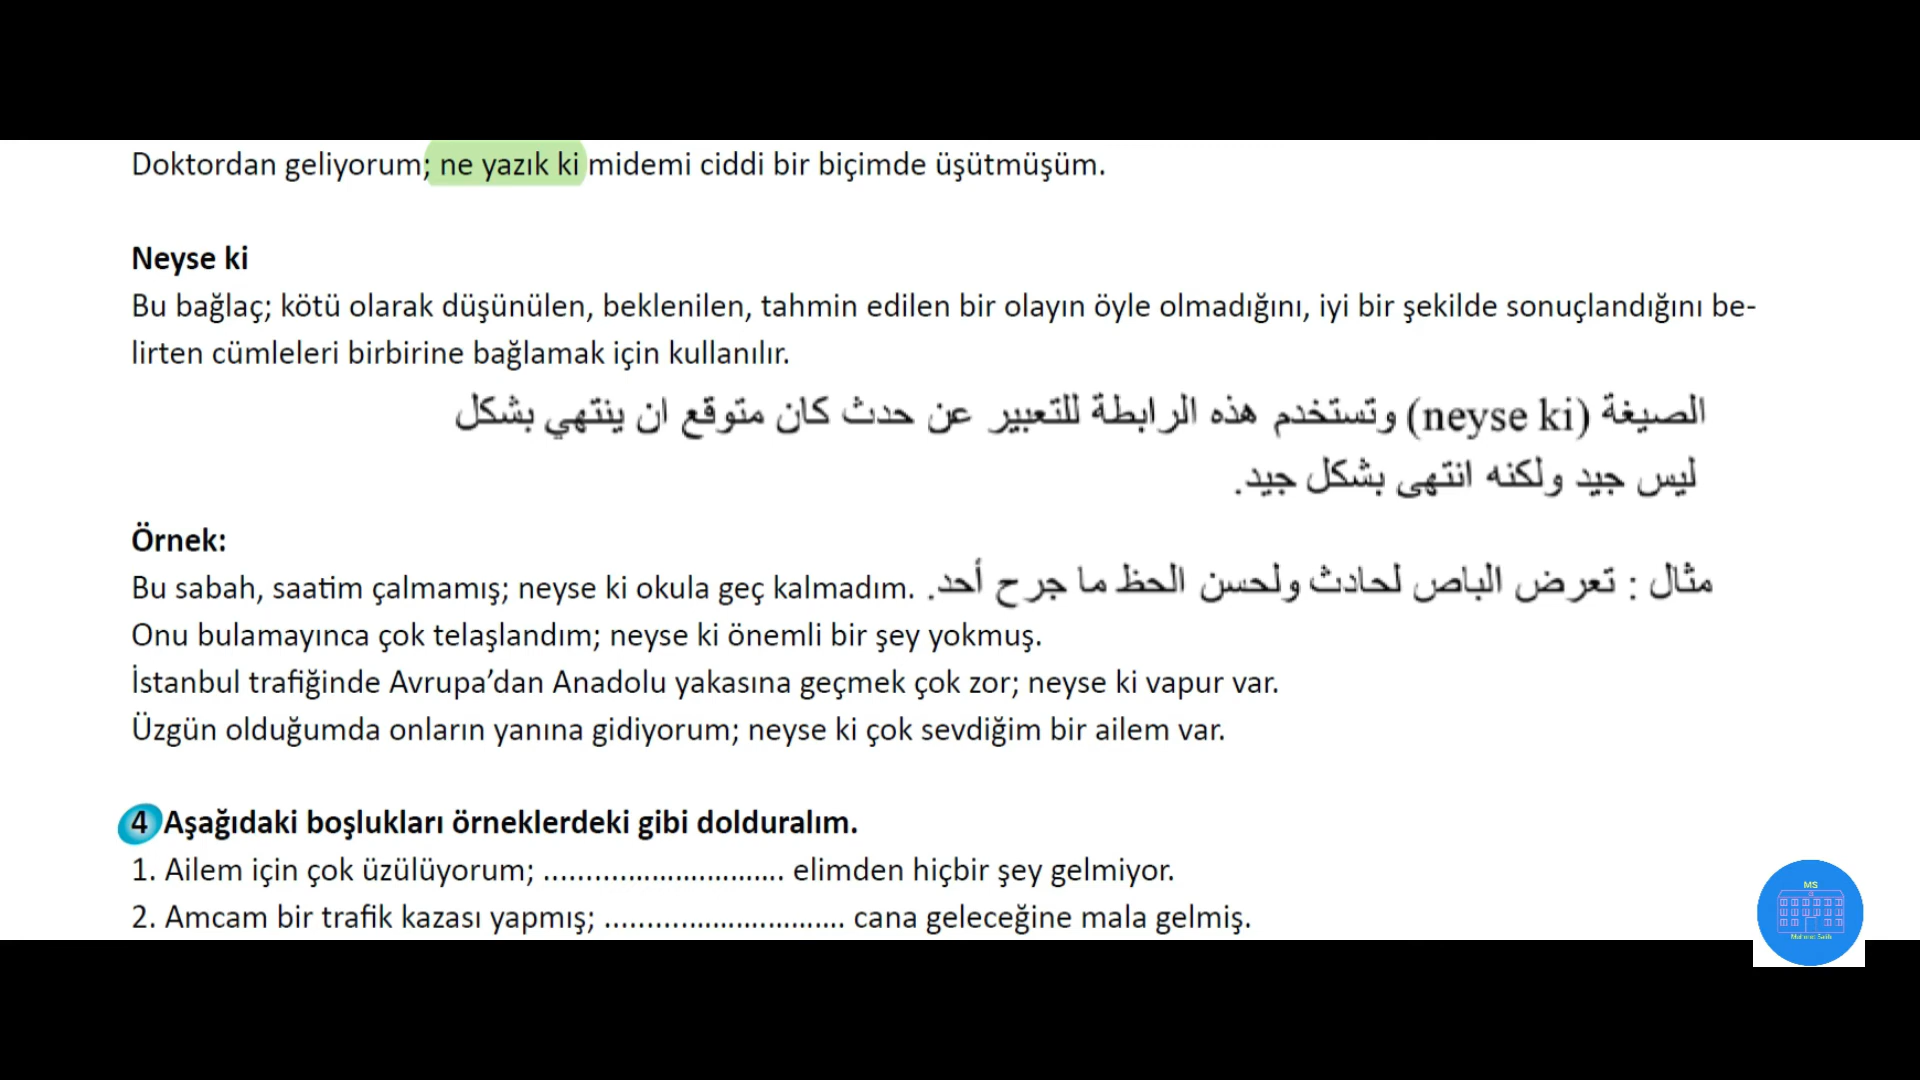 Doktordan geliyorum; ne yazık ki midemi ciddi bir biçimde üşütmüşüm.
Neyse ki
Bu bağlaç; kötü olarak düşünülen, beklenilen, tahmin edilen bir olayın öyle olmadığını, iyi bir şekilde sonuçlandığını be-
lirten cümleleri birbirine bağlamak için kullanılır.
الصيغة (neyse ki) وتستخدم هذه الرابطة للتعبير عن حدث كان متوقع ان ينتهي بشكل
ليس جيد ولكنه انتهى بشكل جيد.
Örnek:
Bu sabah, saatim çalmamış; neyse ki okula geç kalmadım.
مثال : تعرض الباص لحادث ولحسن الحظ ما جرح أحد.
Onu bulamayınca çok telaşlandım; neyse ki önemli bir şey yokmuş.
İstanbul trafiğinde Avrupa’dan Anadolu yakasına geçmek çok zor; neyse ki vapur var.
Üzgün olduğumda onların yanına gidiyorum; neyse ki çok sevdiğim bir ailem var.
4 Aşağıdaki boşlukları örneklerdeki gibi dolduralım.
1. Ailem için çok üzülüyorum; ............................. elimden hiçbir şey gelmiyor.
2. Amcam bir trafik kazası yapmış; ............................. cana geleceğine mala gelmiş.
MS